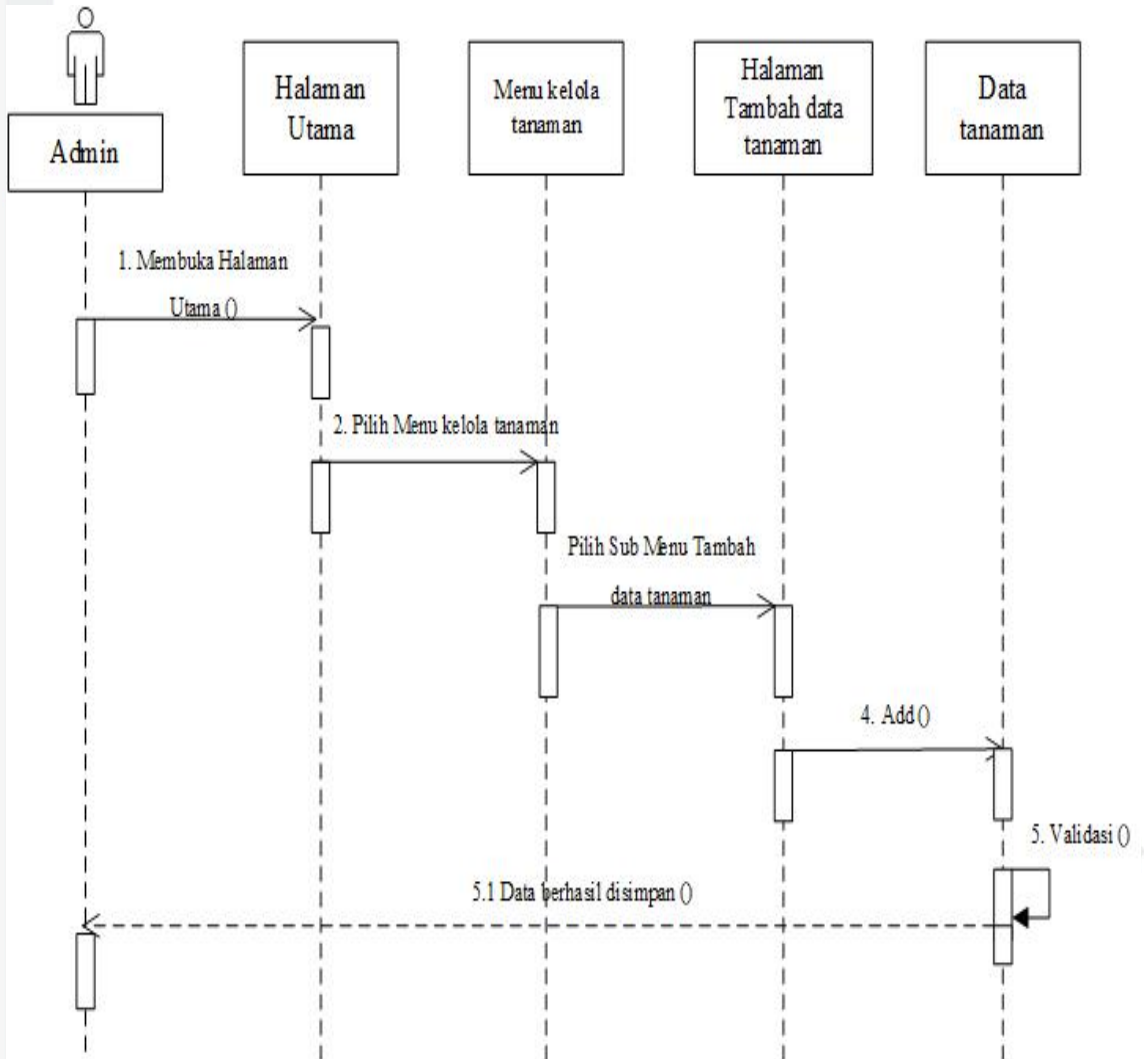 Admin
Halaman
Utama
Menu kelola
tanaman
Halaman
Tambah data
tanaman
Data
tanaman
1. Membuka Halaman
Utama ()
2. Pilih Menu kelola tanaman
Pilih Sub Menu Tambah
data tanaman
4. Add ()
5. Validasi ()
5.1 Data berhasil disimpan ()